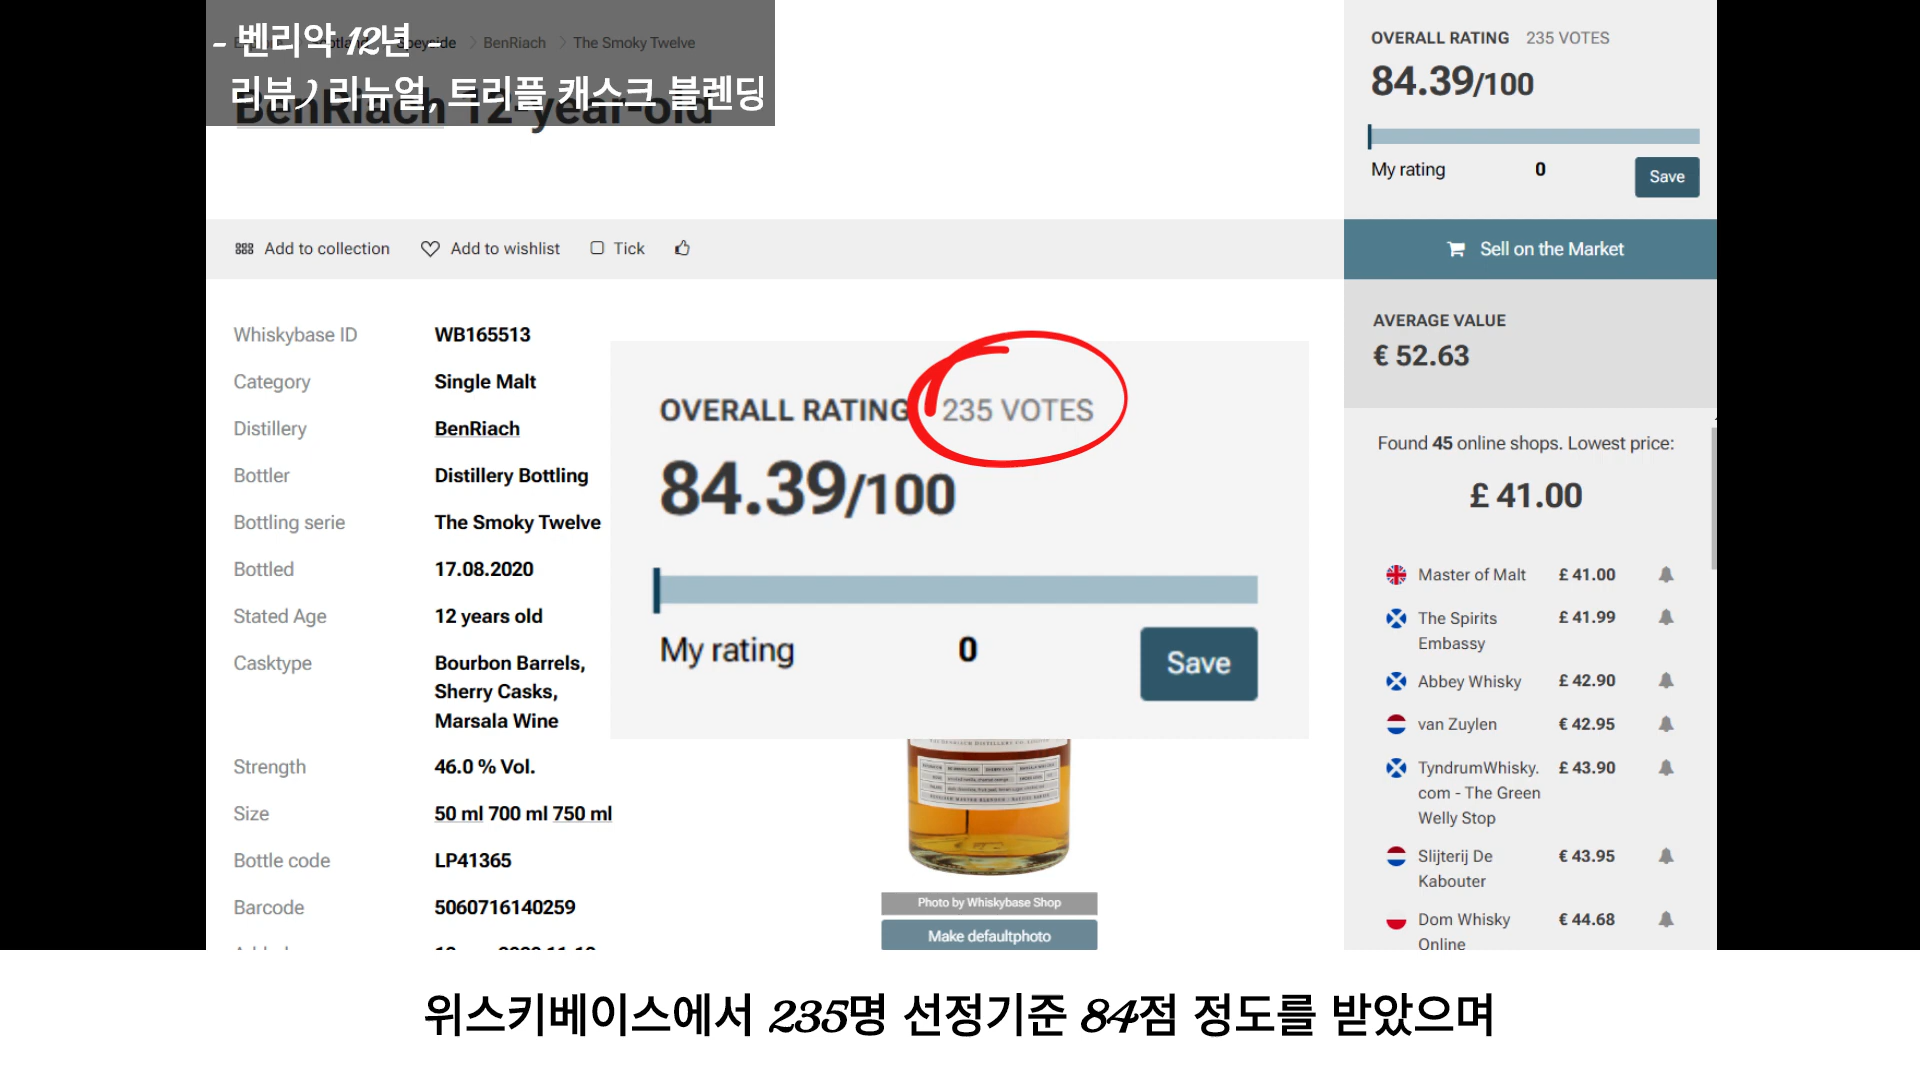 - 벤리악 12년 -
리뷰) 리뉴얼, 트리플 캐스크 블렌딩
Speyside > BenRiach > The Smoky Twelve
BenRiach 12-year-old
OVERALL RATING 235 VOTES
84.39/100
My rating 0
Save
Add to collection Add to wishlist Tick
Sell on the Market
Whiskybase ID WB165513
Category Single Malt
Distillery BenRiach
Bottler Distillery Bottling
Bottling serie The Smoky Twelve
Bottled 17.08.2020
Stated Age 12 years old
Casktype Bourbon Barrels,
Sherry Casks,
Marsala Wine
Strength 46.0 % Vol.
Size 50 ml 700 ml 750 ml
Bottle code LP41365
Barcode 5060716140259
OVERALL RATING 235 VOTES
84.39/100
My rating 0
Save
Photo by Whiskybase Shop
Make defaultphoto
AVERAGE VALUE
€ 52.63
Found 45 online shops. Lowest price:
£ 41.00
Master of Malt £ 41.00
The Spirits £ 41.99
Embassy
Abbey Whisky £ 42.90
van Zuylen € 42.95
TyndrumWhisky. £ 43.90
com - The Green
Welly Stop
Slijterij De € 43.95
Kabouter
Dom Whisky € 44.68
Online
위스키베이스에서 235명 선정기준 84점 정도를 받았으며